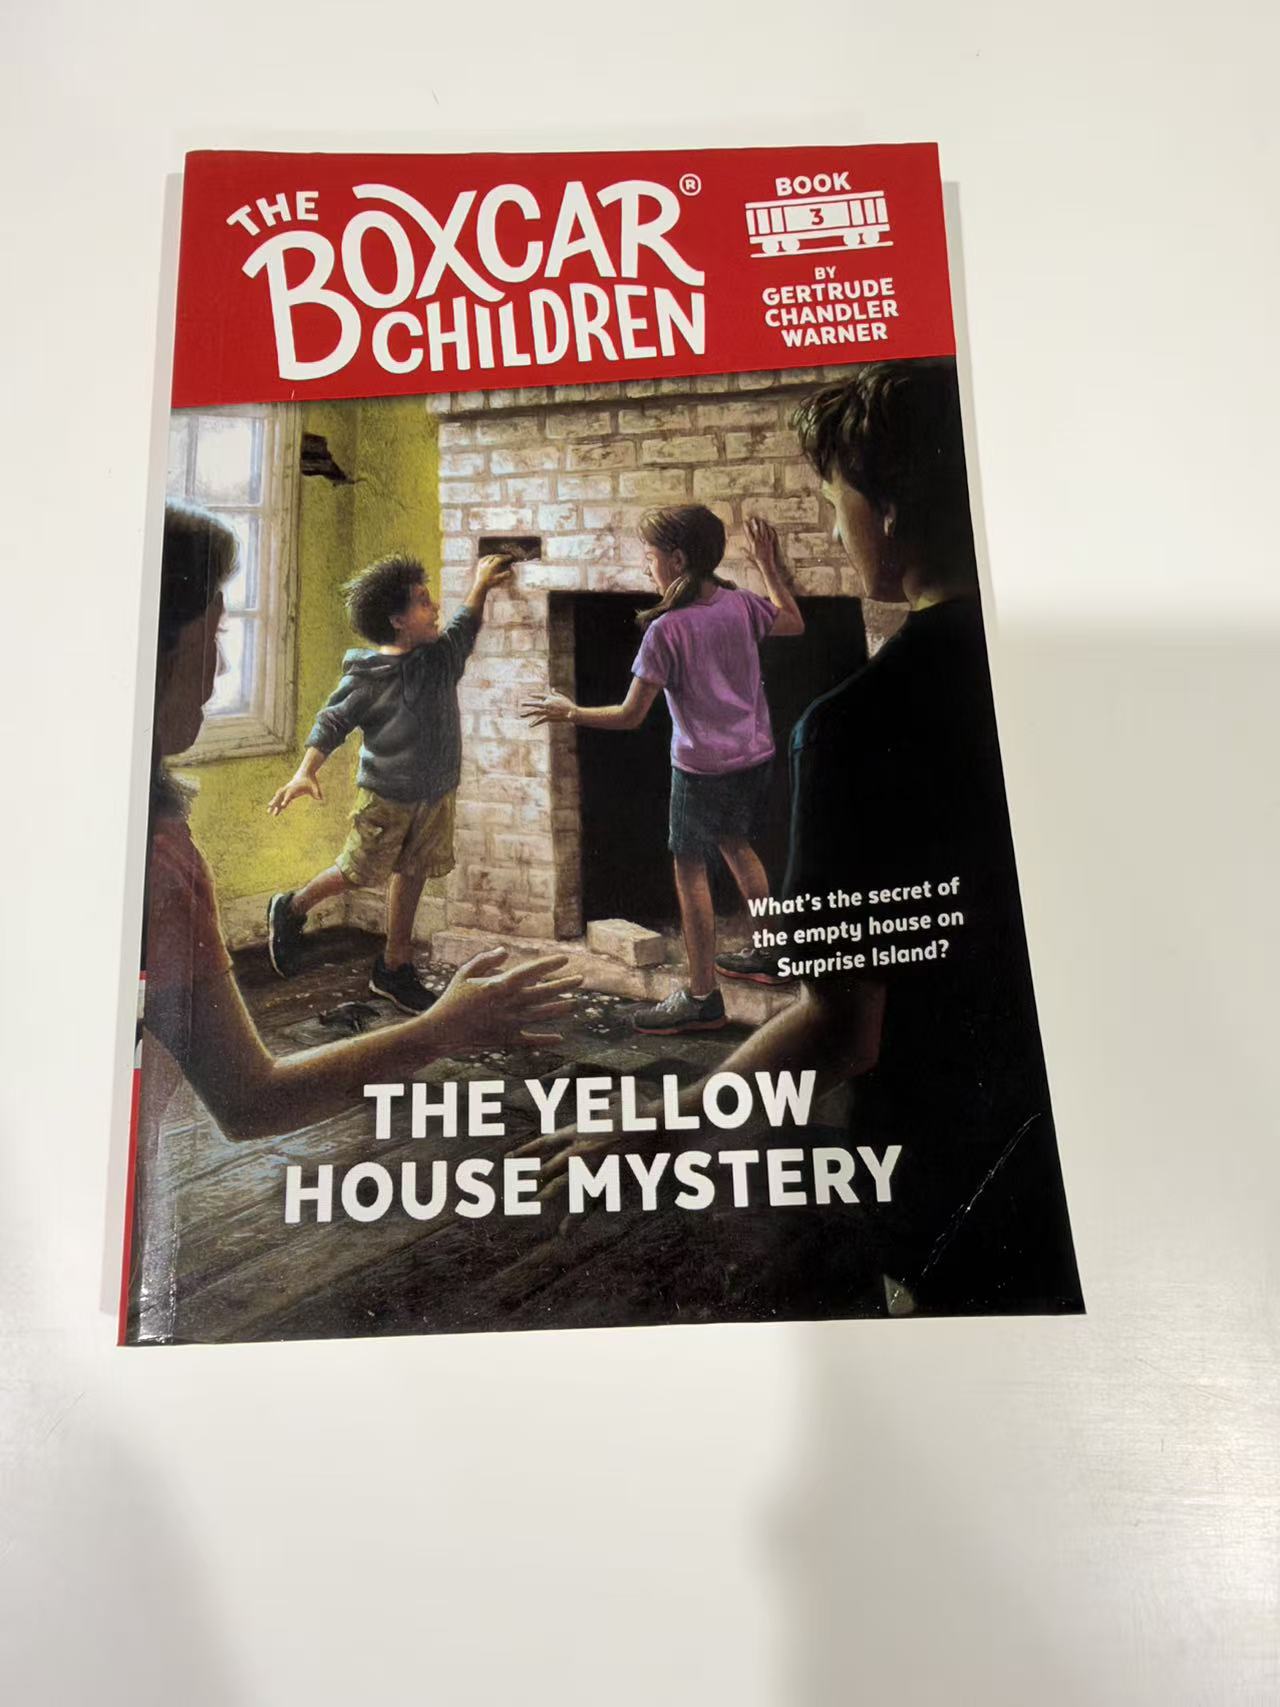 THE
BOXCAR®
CHILDREN
BOOK
3
BY
GERTRUDE
CHANDLER
WARNER
What's the secret of
the empty house on
Surprise Island?
THE YELLOW
HOUSE MYSTERY